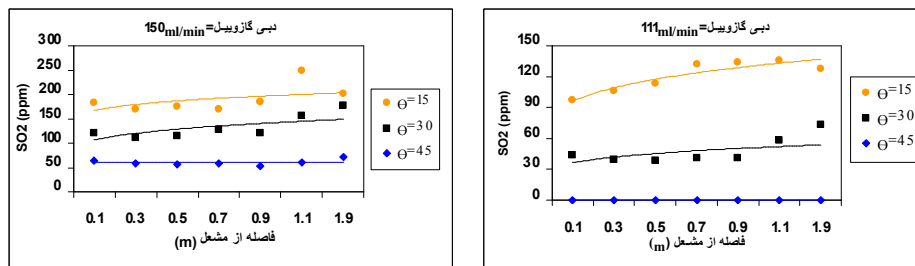 دبی گازوییل=150ml/min
SO2 (ppm)
300
250
200
150
100
50
0
0.1 0.3 0.5 0.7 0.9 1.1 1.9
فاصله از مشعل (m)
Θ=15
Θ=30
Θ=45
دبی گازوییل=111ml/min
SO2 (ppm)
150
120
90
60
30
0
0.1 0.3 0.5 0.7 0.9 1.1 1.9
فاصله از مشعل (m)
Θ=15
Θ=30
Θ=45